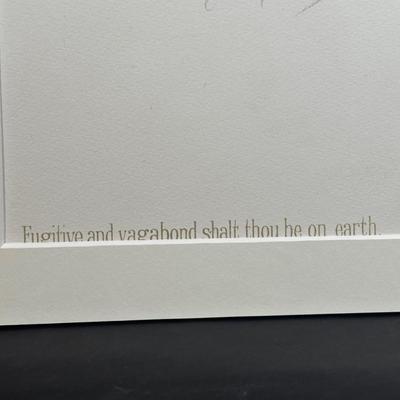 Fugitive and vagabond shalt thou be on earth.